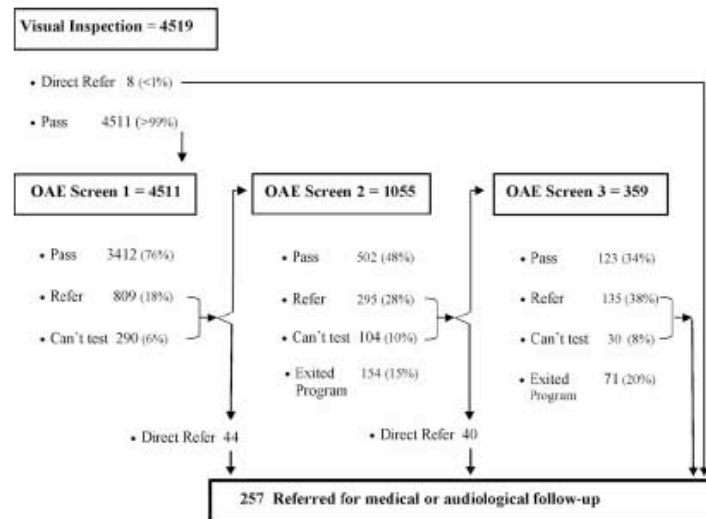 Visual Inspection = 4519
• Direct Refer 8 (<1%)
• Pass 4511 (>99%)
OAE Screen 1 = 4511
• Pass 3412 (76%)
• Refer 809 (18%)
• Can't test 290 (6%)
• Direct Refer 44
OAE Screen 2 = 1055
• Pass 502 (48%)
• Refer 295 (28%)
• Can't test 104 (10%)
• Exited 154 (15%)
Program
• Direct Refer 40
OAE Screen 3 = 359
• Pass 123 (34%)
• Refer 135 (38%)
• Can't test 30 (8%)
• Exited 71 (20%)
Program
257 Referred for medical or audiological follow-up